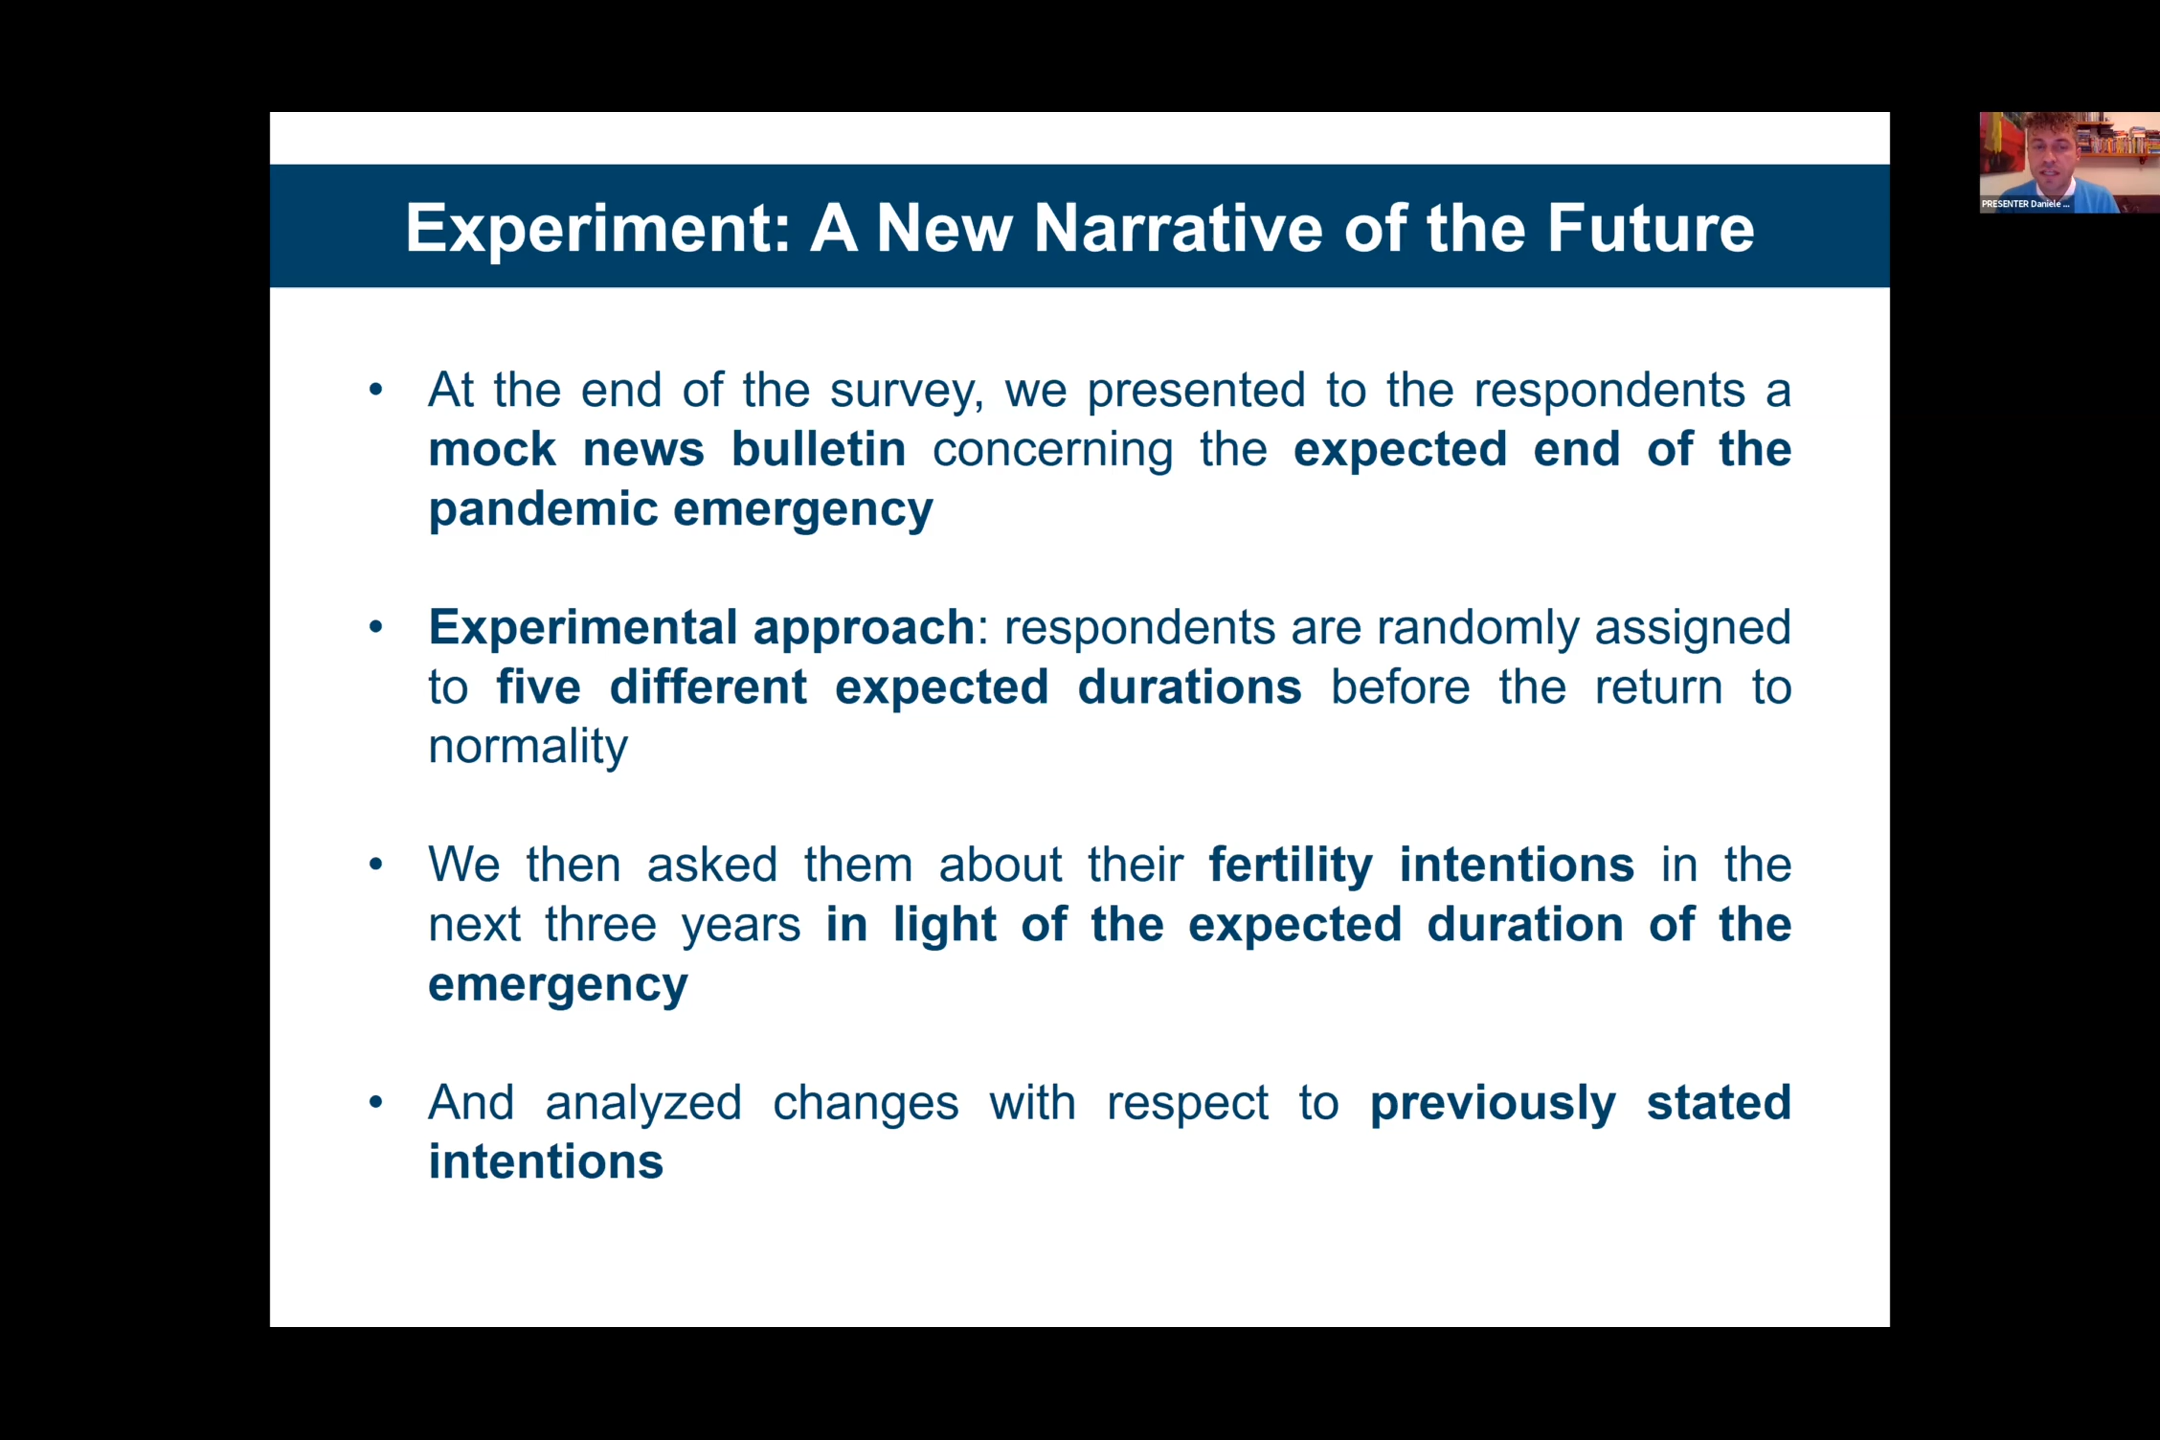 Experiment: A New Narrative of the Future
• At the end of the survey, we presented to the respondents a
mock news bulletin concerning the expected end of the
pandemic emergency
• Experimental approach: respondents are randomly assigned
to five different expected durations before the return to
normality
• We then asked them about their fertility intentions in the
next three years in light of the expected duration of the
emergency
• And analyzed changes with respect to previously stated
intentions
PRESENTER Daniele ...